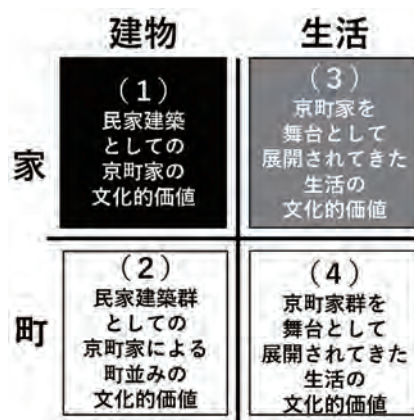 建物
生活
家
(1)
民家建築
としての
京町家の
文化的価値
(3)
京町家を
舞台として
展開されてきた
生活の
文化的価値
町
(2)
民家建築群
としての
京町家による
町並みの
文化的価値
(4)
京町家群を
舞台として
展開されてきた
生活の
文化的価値